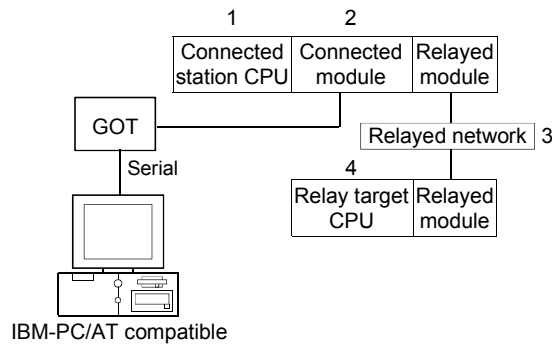 1 2
Connected station CPU
Connected module
Relayed module
GOT
Relayed network 3
Serial
4
Relay target CPU
Relayed module
IBM-PC/AT compatible